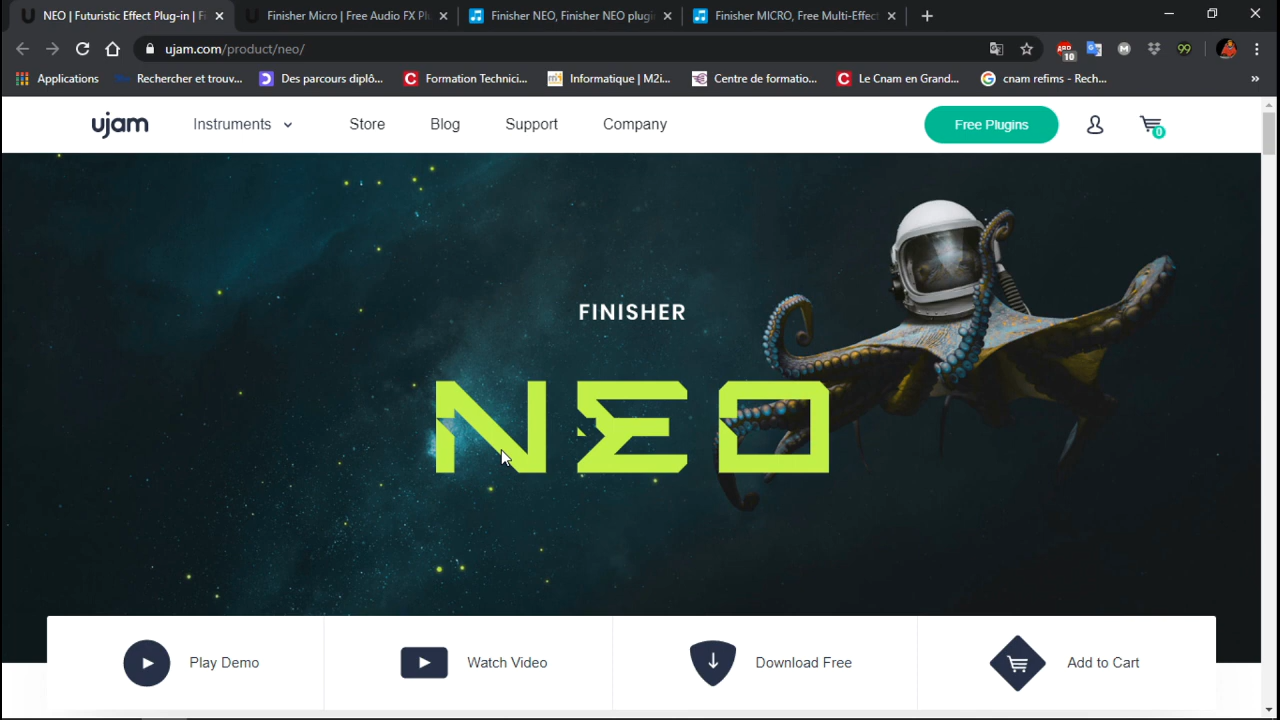 NEO | Futuristic Effect Plug-in | Fi
Finisher Micro | Free Audio FX Plu
Finisher NEO, Finisher NEO plugi
Finisher MICRO, Free Multi-Effect
ujam.com/product/neo/
10
99
Applications
Rechercher et trouv...
Des parcours diplô...
Formation Technici...
Informatique | M2i...
Centre de formatio...
Le Cnam en Grand...
cnam refims - Rech...
ujam
Instruments
Store
Blog
Support
Company
Free Plugins
0
FINISHER
NEO
Play Demo
Watch Video
Download Free
Add to Cart